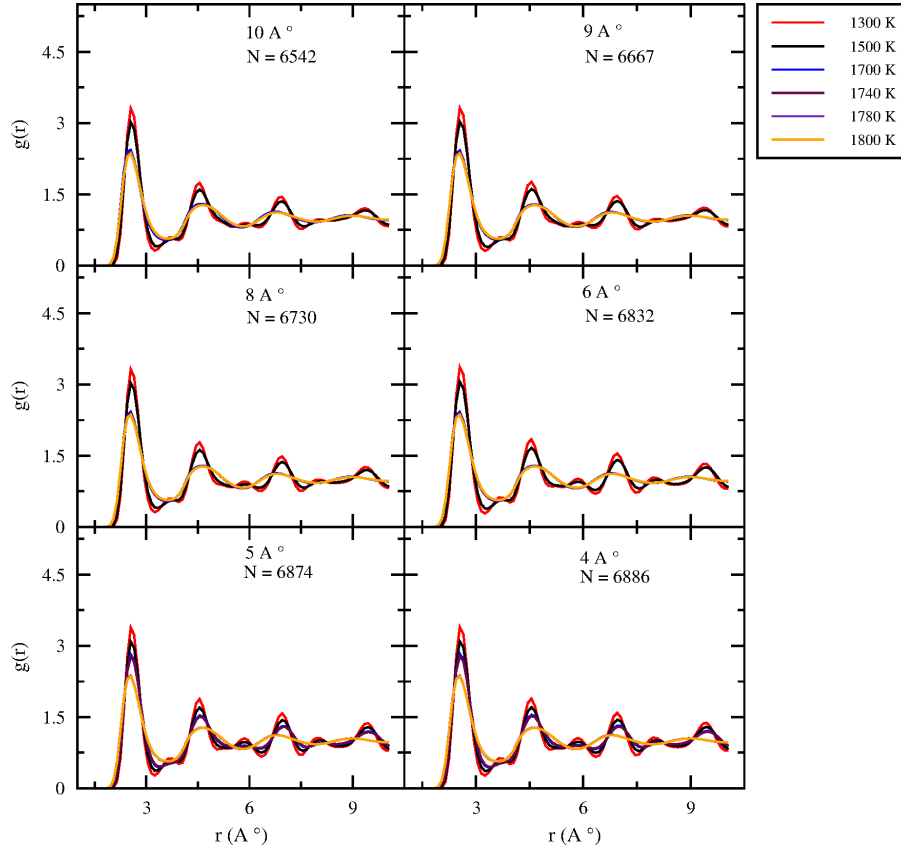 10 A °
N = 6542
9 A °
N = 6667
1300 K
1500 K
1700 K
1740 K
1780 K
1800 K
4.5
3
1.5
0
g(r)
8 A °
N = 6730
6 A °
N = 6832
4.5
3
1.5
0
g(r)
5 A °
N = 6874
4 A °
N = 6886
4.5
3
1.5
0
g(r)
3 6 9 3 6 9
r (A °) r (A °)